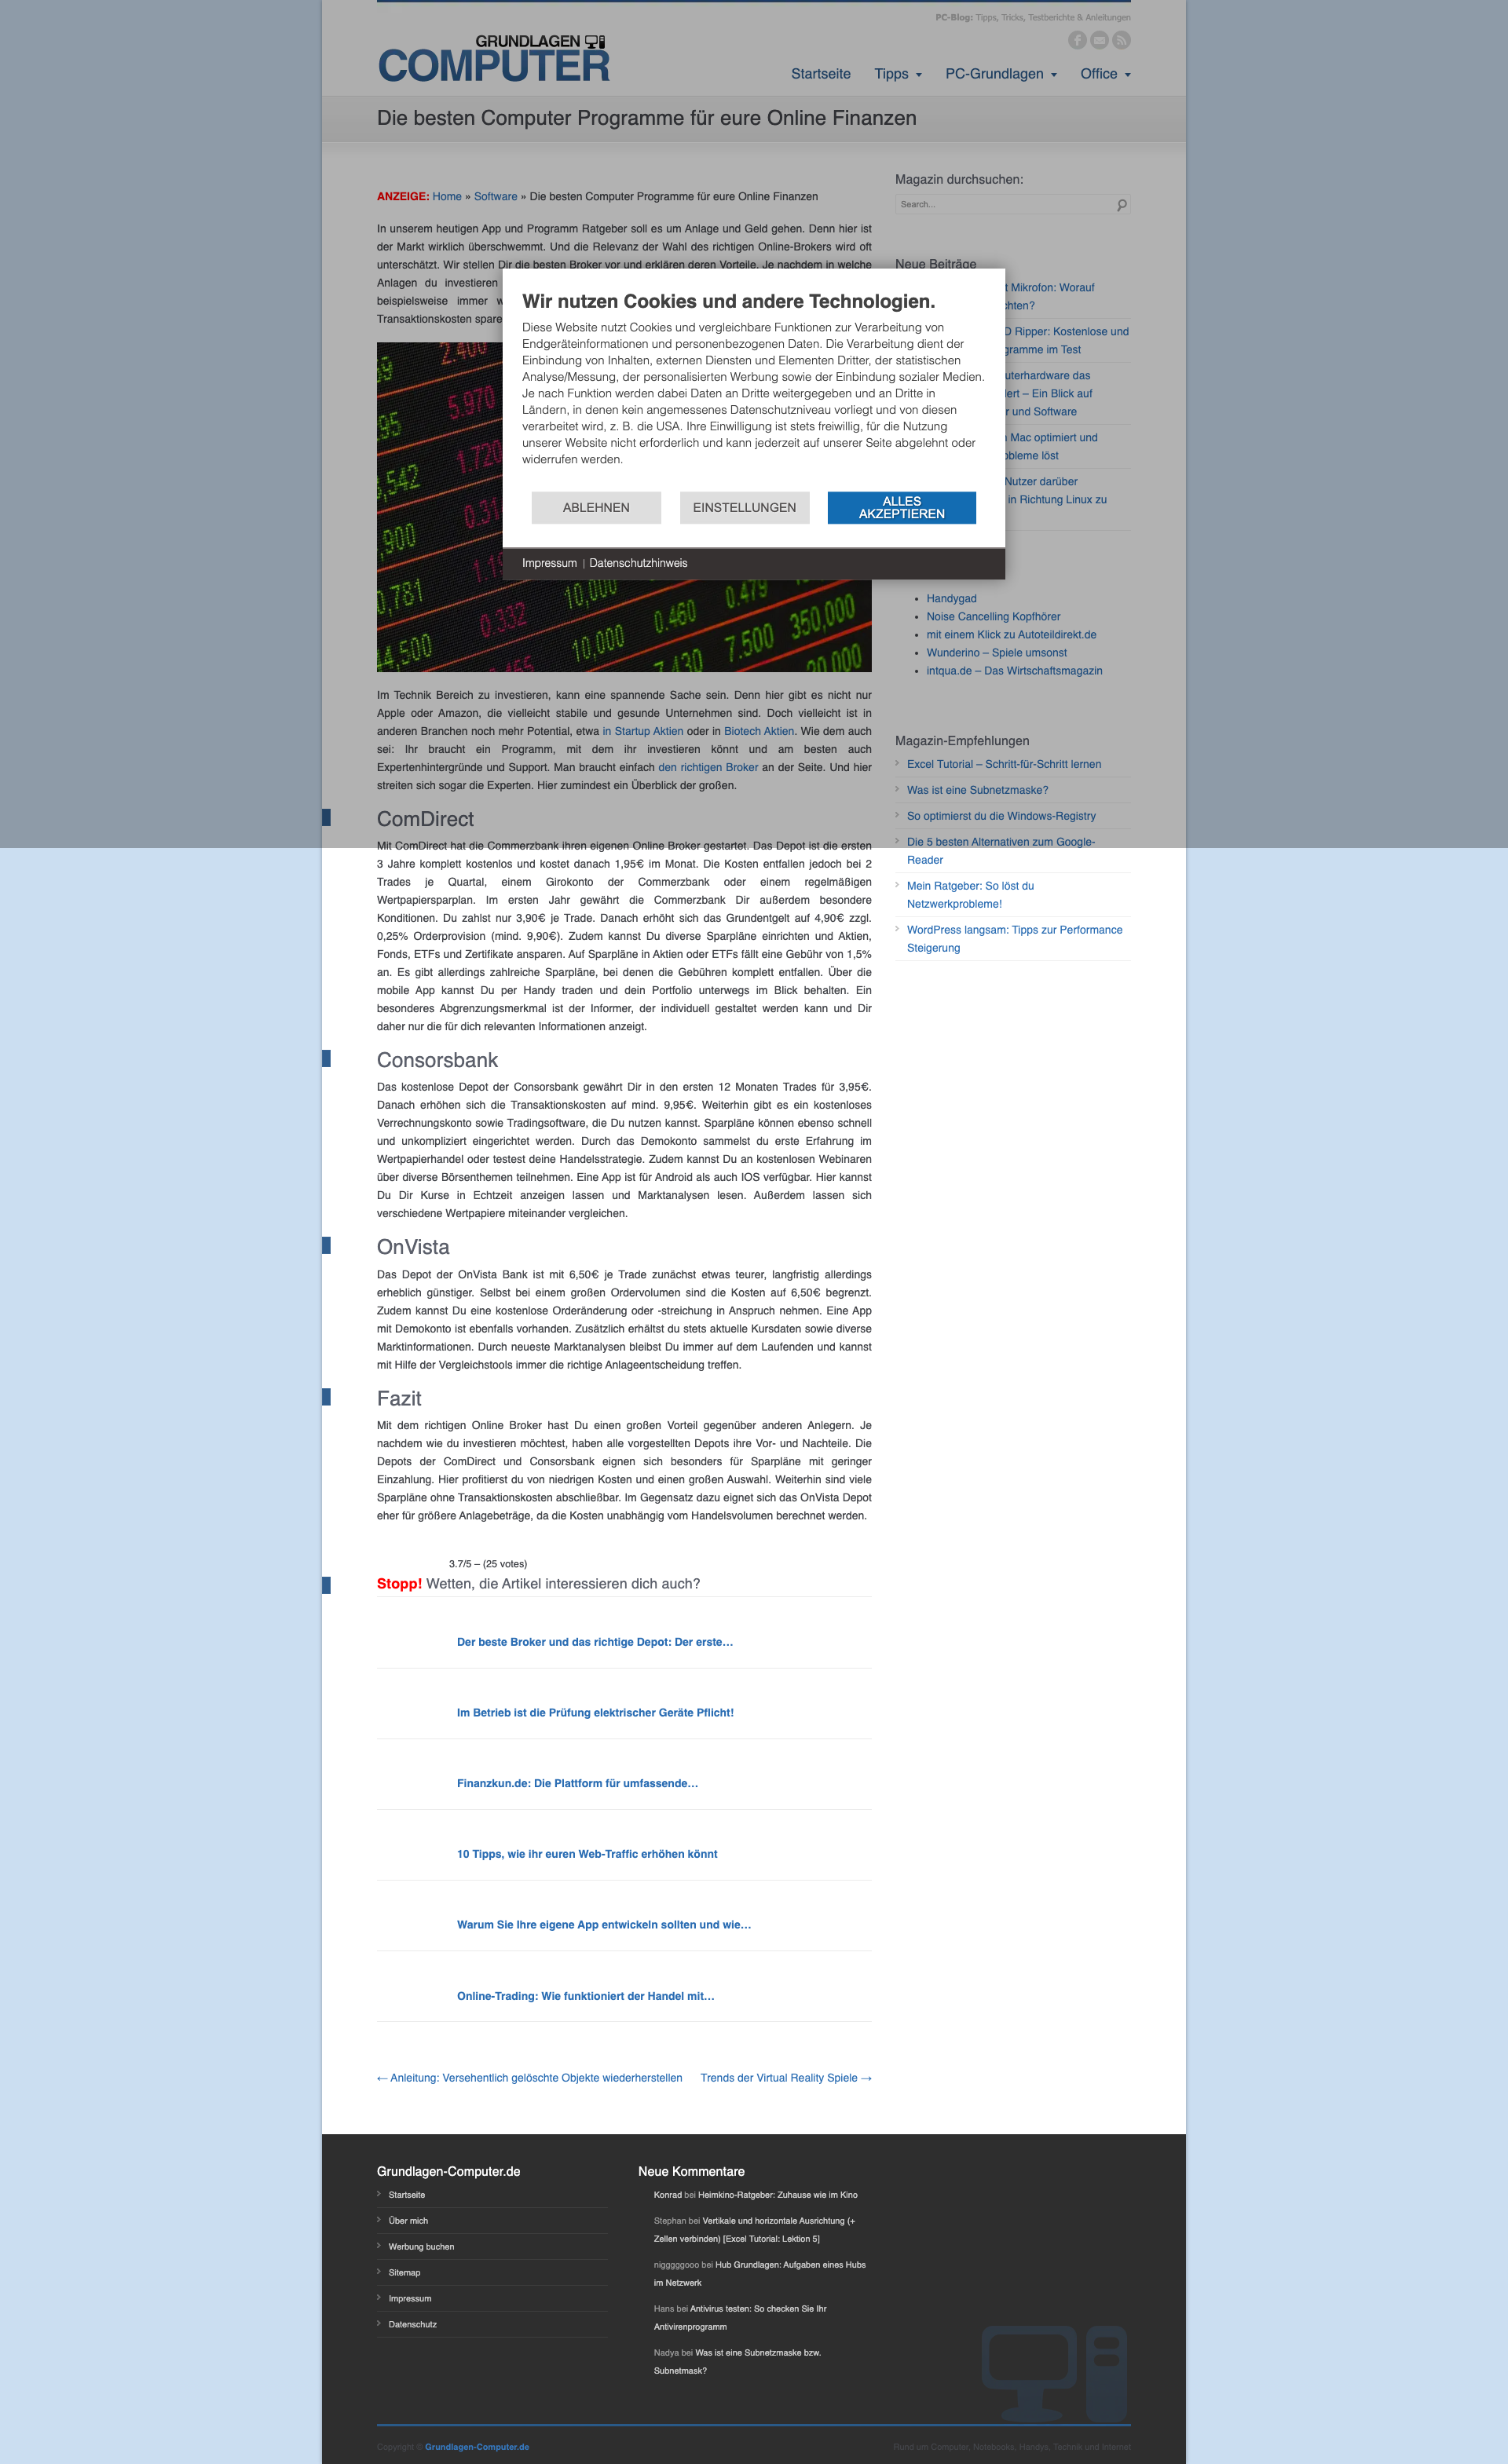 PC-Blog: Tipps, Tricks, Testberichte & Anleitungen
GRUNDLAGEN
COMPUTER
Startseite Tipps PC-Grundlagen Office
Die besten Computer Programme für eure Online Finanzen
ANZEIGE: Home » Software » Die besten Computer Programme für eure Online Finanzen
In unserem heutigen App und Programm Ratgeber soll es um Anlage und Geld gehen. Denn hier ist
der Markt wirklich überschwemmt. Und die Relevanz der Wahl des richtigen Online-Brokers wird oft
unterschätzt. Wir stellen Dir die besten Broker vor und erklären deren Vorteile. Je nachdem in welche
Anlagen du investieren
beispielsweise immer
Transaktionskosten
Wir nutzen Cookies und andere Technologien.
Diese Website nutzt Cookies und vergleichbare Funktionen zur Verarbeitung von
Endgeräteinformationen und personenbezogenen Daten. Die Verarbeitung dient der
Einbindung von Inhalten, externen Diensten und Elementen Dritter, der statistischen
Analyse/Messung, der personalisierten Werbung sowie der Einbindung sozialer Medien.
Je nach Funktion werden dabei Daten an Dritte weitergegeben und an Dritte in
Ländern, in denen kein angemessenes Datenschutzniveau vorliegt und von diesen
verarbeitet wird, z. B. die USA. Ihre Einwilligung ist stets freiwillig, für die Nutzung
unserer Website nicht erforderlich und kann jederzeit auf unserer Seite abgelehnt oder
widerrufen werden.
ABLEHNEN EINSTELLUNGEN ALLES
AKZEPTIEREN
Impressum | Datenschutzhinweis
2.400
5.970
1.720
0.31
0.332
10,000
10,000
0.460
0.479
7.430
7.500
350,000
20,000
Im Technik Bereich zu investieren, kann eine spannende Sache sein. Denn hier gibt es nicht nur
Apple oder Amazon, die vielleicht stabile und gesunde Unternehmen sind. Doch vielleicht ist in
anderen Branchen noch mehr Potential, etwa in Startup Aktien oder in Biotech Aktien. Wie dem auch
sei: Ihr braucht ein Programm, mit dem ihr investieren könnt und am besten auch
Expertenhintergründe und Support. Man braucht einfach den richtigen Broker an der Seite. Und hier
streiten sich sogar die Experten. Hier zumindest ein Überblick der großen.
ComDirect
Mit ComDirect hat die Commerzbank ihren eigenen Online Broker gestartet. Das Depot ist die ersten
3 Jahre komplett kostenlos und kostet danach 1,95€ im Monat. Die Kosten entfallen jedoch bei 2
Trades je Quartal, einem Girokonto der Commerzbank oder einem regelmäßigen
Wertpapiersparplan. Im ersten Jahr gewährt die Commerzbank Dir außerdem besondere
Konditionen. Du zahlst nur 3,90€ je Trade. Danach erhöht sich das Grundentgelt auf 4,90€ zzgl.
0,25% Orderprovision (mind. 9,90€). Zudem kannst Du diverse Sparpläne einrichten und Aktien,
Fonds, ETFs und Zertifikate ansparen. Auf Sparpläne in Aktien oder ETFs fällt eine Gebühr von 1,5%
an. Es gibt allerdings zahlreiche Sparpläne, bei denen die Gebühren komplett entfallen. Über die
mobile App kannst Du per Handy traden und dein Portfolio unterwegs im Blick behalten. Ein
besonderes Abgrenzungsmerkmal ist der Informer, der individuell gestaltet werden kann und Dir
daher nur die für dich relevanten Informationen anzeigt.
Consorsbank
Das kostenlose Depot der Consorsbank gewährt Dir in den ersten 12 Monaten Trades für 3,95€.
Danach erhöhen sich die Transaktionskosten auf mind. 9,95€. Weiterhin gibt es ein kostenloses
Verrechnungskonto sowie Tradingsoftware, die Du nutzen kannst. Sparpläne können ebenso schnell
und unkompliziert eingerichtet werden. Durch das Demokonto sammelst du erste Erfahrung im
Wertpapierhandel oder testest deine Handelsstrategie. Zudem kannst Du an kostenlosen Webinaren
über diverse Börsenthemen teilnehmen. Eine App ist für Android als auch IOS verfügbar. Hier kannst
Du Dir Kurse in Echtzeit anzeigen lassen und Marktanalysen lesen. Außerdem lassen sich
verschiedene Wertpapiere miteinander vergleichen.
OnVista
Das Depot der OnVista Bank ist mit 6,50€ je Trade zunächst etwas teurer, langfristig allerdings
erheblich günstiger. Selbst bei einem großen Ordervolumen sind die Kosten auf 6,50€ begrenzt.
Zudem kannst Du eine kostenlose Orderänderung oder -streichung in Anspruch nehmen. Eine App
mit Demokonto ist ebenfalls vorhanden. Zusätzlich erhältst du stets aktuelle Kursdaten sowie diverse
Marktinformationen. Durch neueste Marktanalysen bleibst Du immer auf dem Laufenden und kannst
mit Hilfe der Vergleichstools immer die richtige Anlageentscheidung treffen.
Fazit
Mit dem richtigen Online Broker hast Du einen großen Vorteil gegenüber anderen Anlegern. Je
nachdem wie du investieren möchtest, haben alle vorgestellten Depots ihre Vor- und Nachteile. Die
Depots der ComDirect und Consorsbank eignen sich besonders für Sparpläne mit geringer
Einzahlung. Hier profitierst du von niedrigen Kosten und einen großen Auswahl. Weiterhin sind viele
Sparpläne ohne Transaktionskosten abschließbar. Im Gegensatz dazu eignet sich das OnVista Depot
eher für größere Anlagebeträge, da die Kosten unabhängig vom Handelsvolumen berechnet werden.
3.7/5 – (25 votes)
Stopp! Wetten, die Artikel interessieren dich auch?
Der beste Broker und das richtige Depot: Der erste…
Im Betrieb ist die Prüfung elektrischer Geräte Pflicht!
Finanzkun.de: Die Plattform für umfassende…
10 Tipps, wie ihr euren Web-Traffic erhöhen könnt
Warum Sie Ihre eigene App entwickeln sollten und wie…
Online-Trading: Wie funktioniert der Handel mit…
← Anleitung: Versehentlich gelöschte Objekte wiederherstellen Trends der Virtual Reality Spiele →
Magazin durchsuchen:
Search...
Neue Beiträge
Mikrofon: Worauf
Ripper: Kostenlose und
im Test
das
– Ein Blick auf
und Software
Mac optimiert und
löst
Nutzer darüber
in Richtung Linux zu
Handygad
Noise Cancelling Kopfhörer
mit einem Klick zu Autoteildirekt.de
Wunderino – Spiele umsonst
intqua.de – Das Wirtschaftsmagazin
Magazin-Empfehlungen
Excel Tutorial – Schritt-für-Schritt lernen
Was ist eine Subnetzmaske?
So optimierst du die Windows-Registry
Die 5 besten Alternativen zum Google-
Reader
Mein Ratgeber: So löst du
Netzwerkprobleme!
WordPress langsam: Tipps zur Performance
Steigerung
Grundlagen-Computer.de
Startseite
Über mich
Werbung buchen
Sitemap
Impressum
Datenschutz
Neue Kommentare
Konrad bei Heimkino-Ratgeber: Zuhause wie im Kino
Stephan bei Vertikale und horizontale Ausrichtung (+
Zellen verbinden) [Excel Tutorial: Lektion 5]
nigggggooo bei Hub Grundlagen: Aufgaben eines Hubs
im Netzwerk
Hans bei Antivirus testen: So checken Sie Ihr
Antivirenprogramm
Nadya bei Was ist eine Subnetzmaske bzw.
Subnetmask?
Copyright © Grundlagen-Computer.de
Rund um Computer, Notebooks, Handys, Technik und Internet